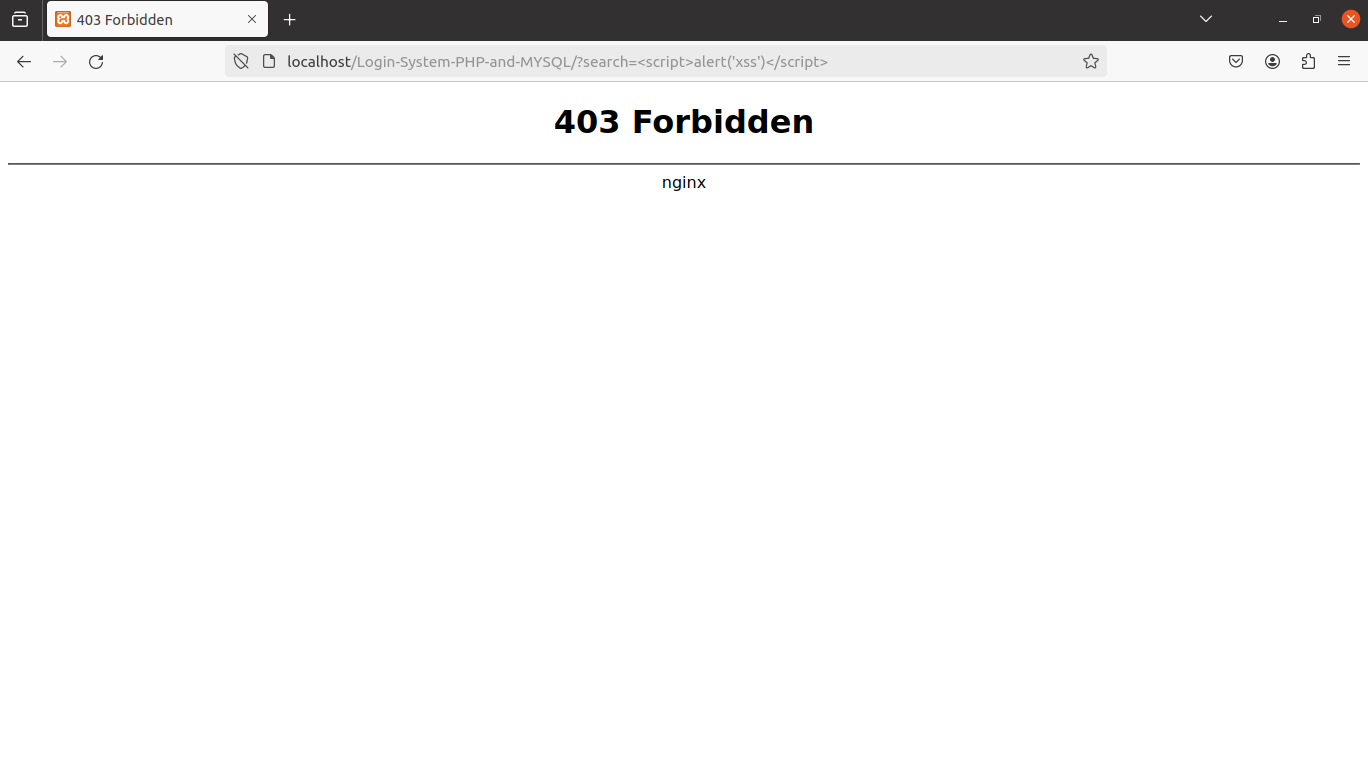 403 Forbidden
localhost/Login-System-PHP-and-MYSQL/?search=<script>alert('xss')</script>
403 Forbidden
nginx